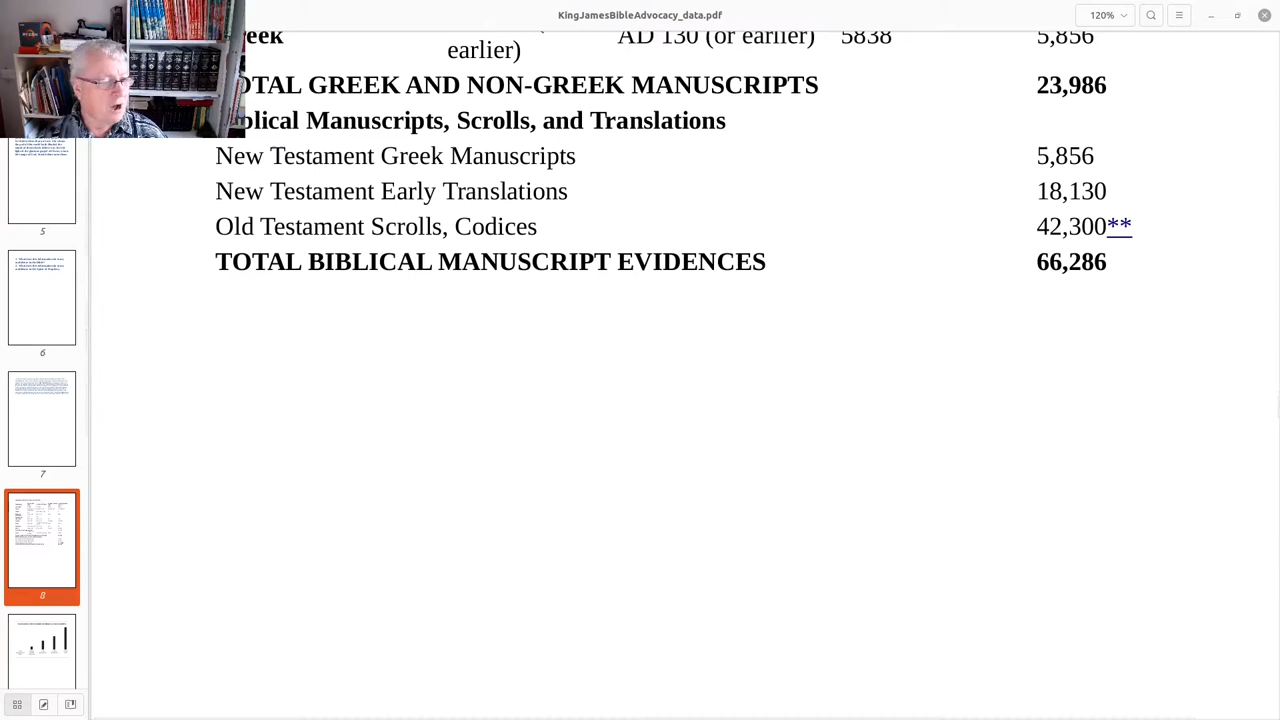 KingJamesBibleAdvocacy_data.pdf
120%
eek AD 130 (or earlier) 5838 5,856
earlier)
OTAL GREEK AND NON-GREEK MANUSCRIPTS 23,986
blical Manuscripts, Scrolls, and Translations
New Testament Greek Manuscripts 5,856
New Testament Early Translations 18,130
Old Testament Scrolls, Codices 42,300**
TOTAL BIBLICAL MANUSCRIPT EVIDENCES 66,286
5
6
7
8